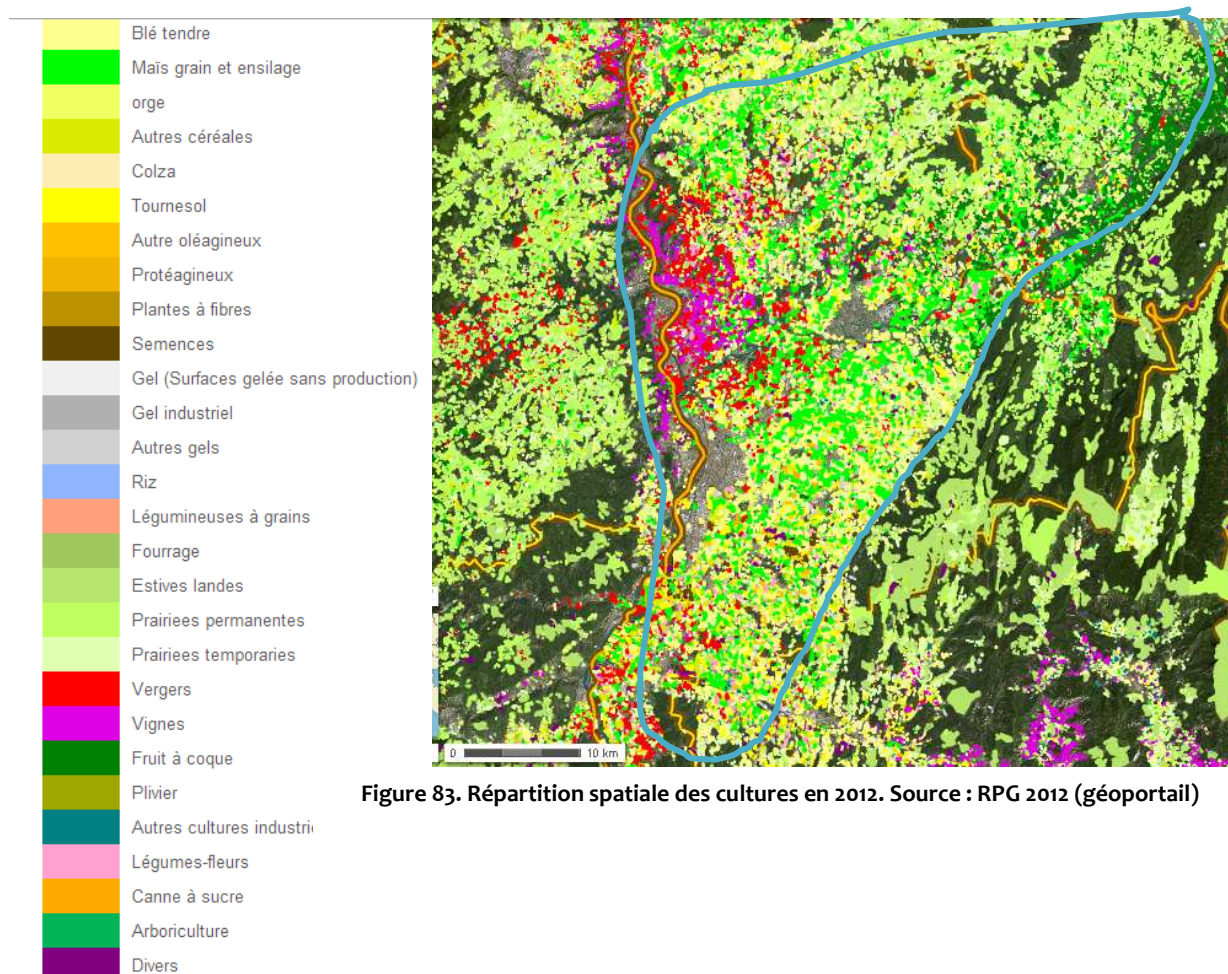 Blé tendre
Maïs grain et ensilage
orge
Autres céréales
Colza
Tournesol
Autre oléagineux
Protéagineux
Plantes à fibres
Semences
Gel (Surfaces gelée sans production)
Gel industriel
Autres gels
Riz
Légumineuses à grains
Fourrage
Estives landes
Prairiees permanentes
Prairiees temporaries
Vergers
Vignes
Fruit à coque
Plivier
Autres cultures industri
Légumes-fleurs
Canne à sucre
Arboriculture
Divers
0 10 km
Figure 83. Répartition spatiale des cultures en 2012. Source : RPG 2012 (géoportail)